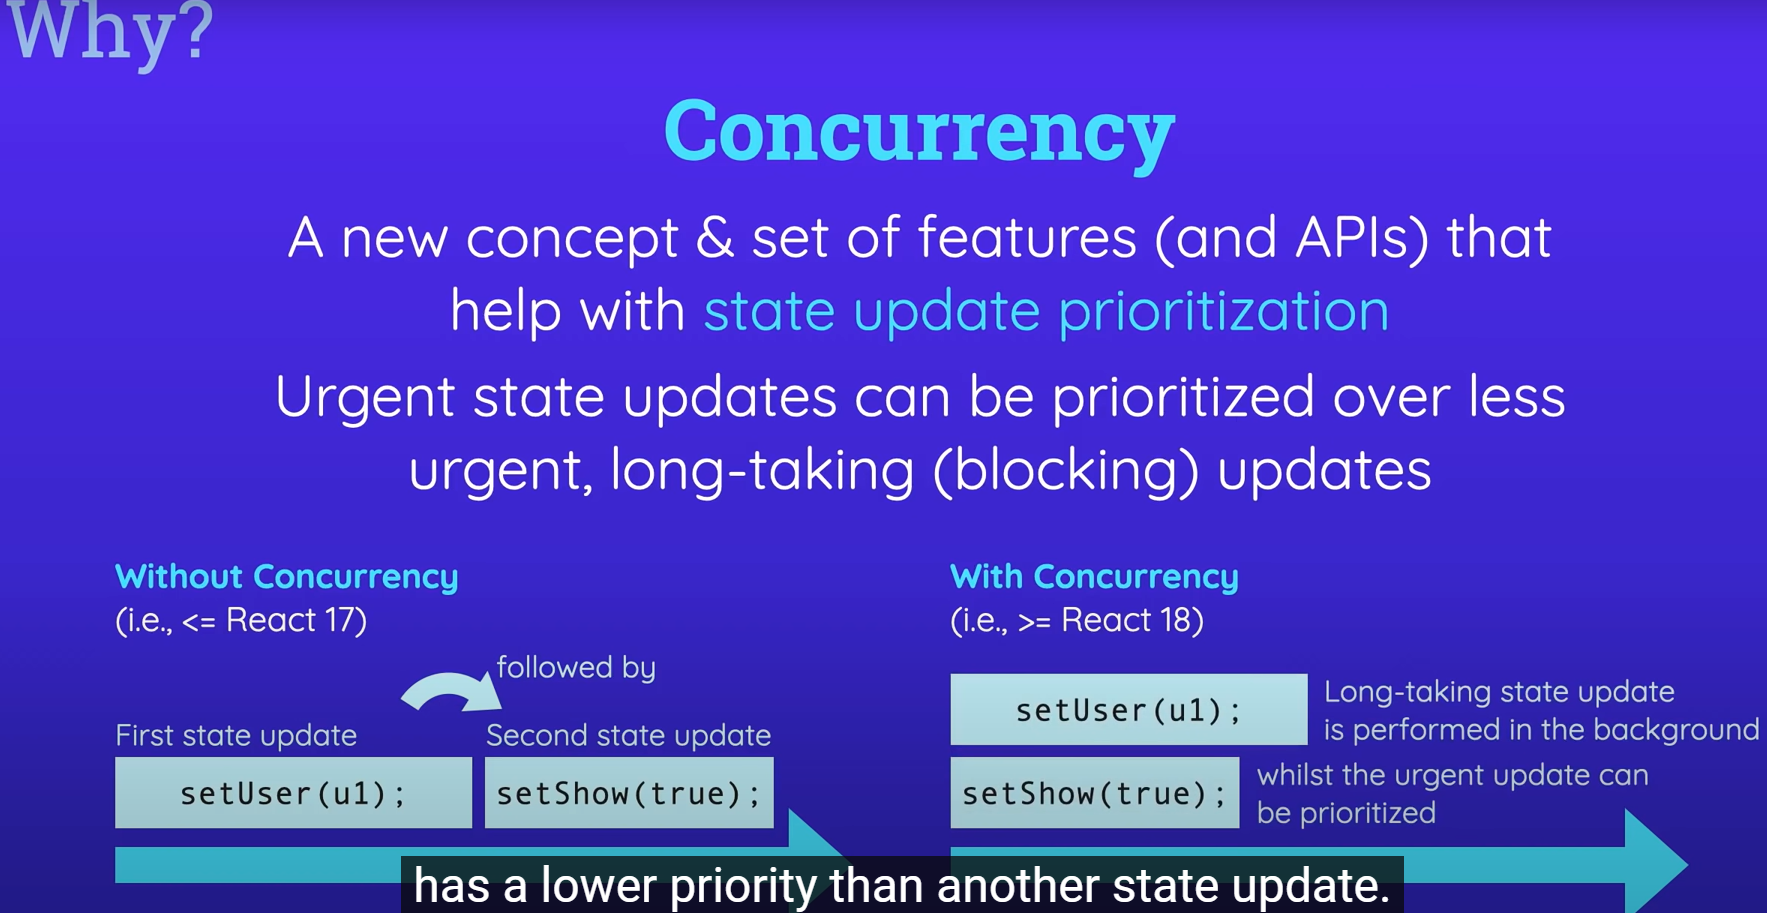 Why?
Concurrency
A new concept & set of features (and APIs) that
help with state update prioritization
Urgent state updates can be prioritized over less
urgent, long-taking (blocking) updates
Without Concurrency
(i.e., <= React 17)
followed by
First state update
Second state update
setUser(u1);
setShow(true);
With Concurrency
(i.e., >= React 18)
setUser(u1);
Long-taking state update
is performed in the background
setShow(true);
whilst the urgent update can
be prioritized
has a lower priority than another state update.